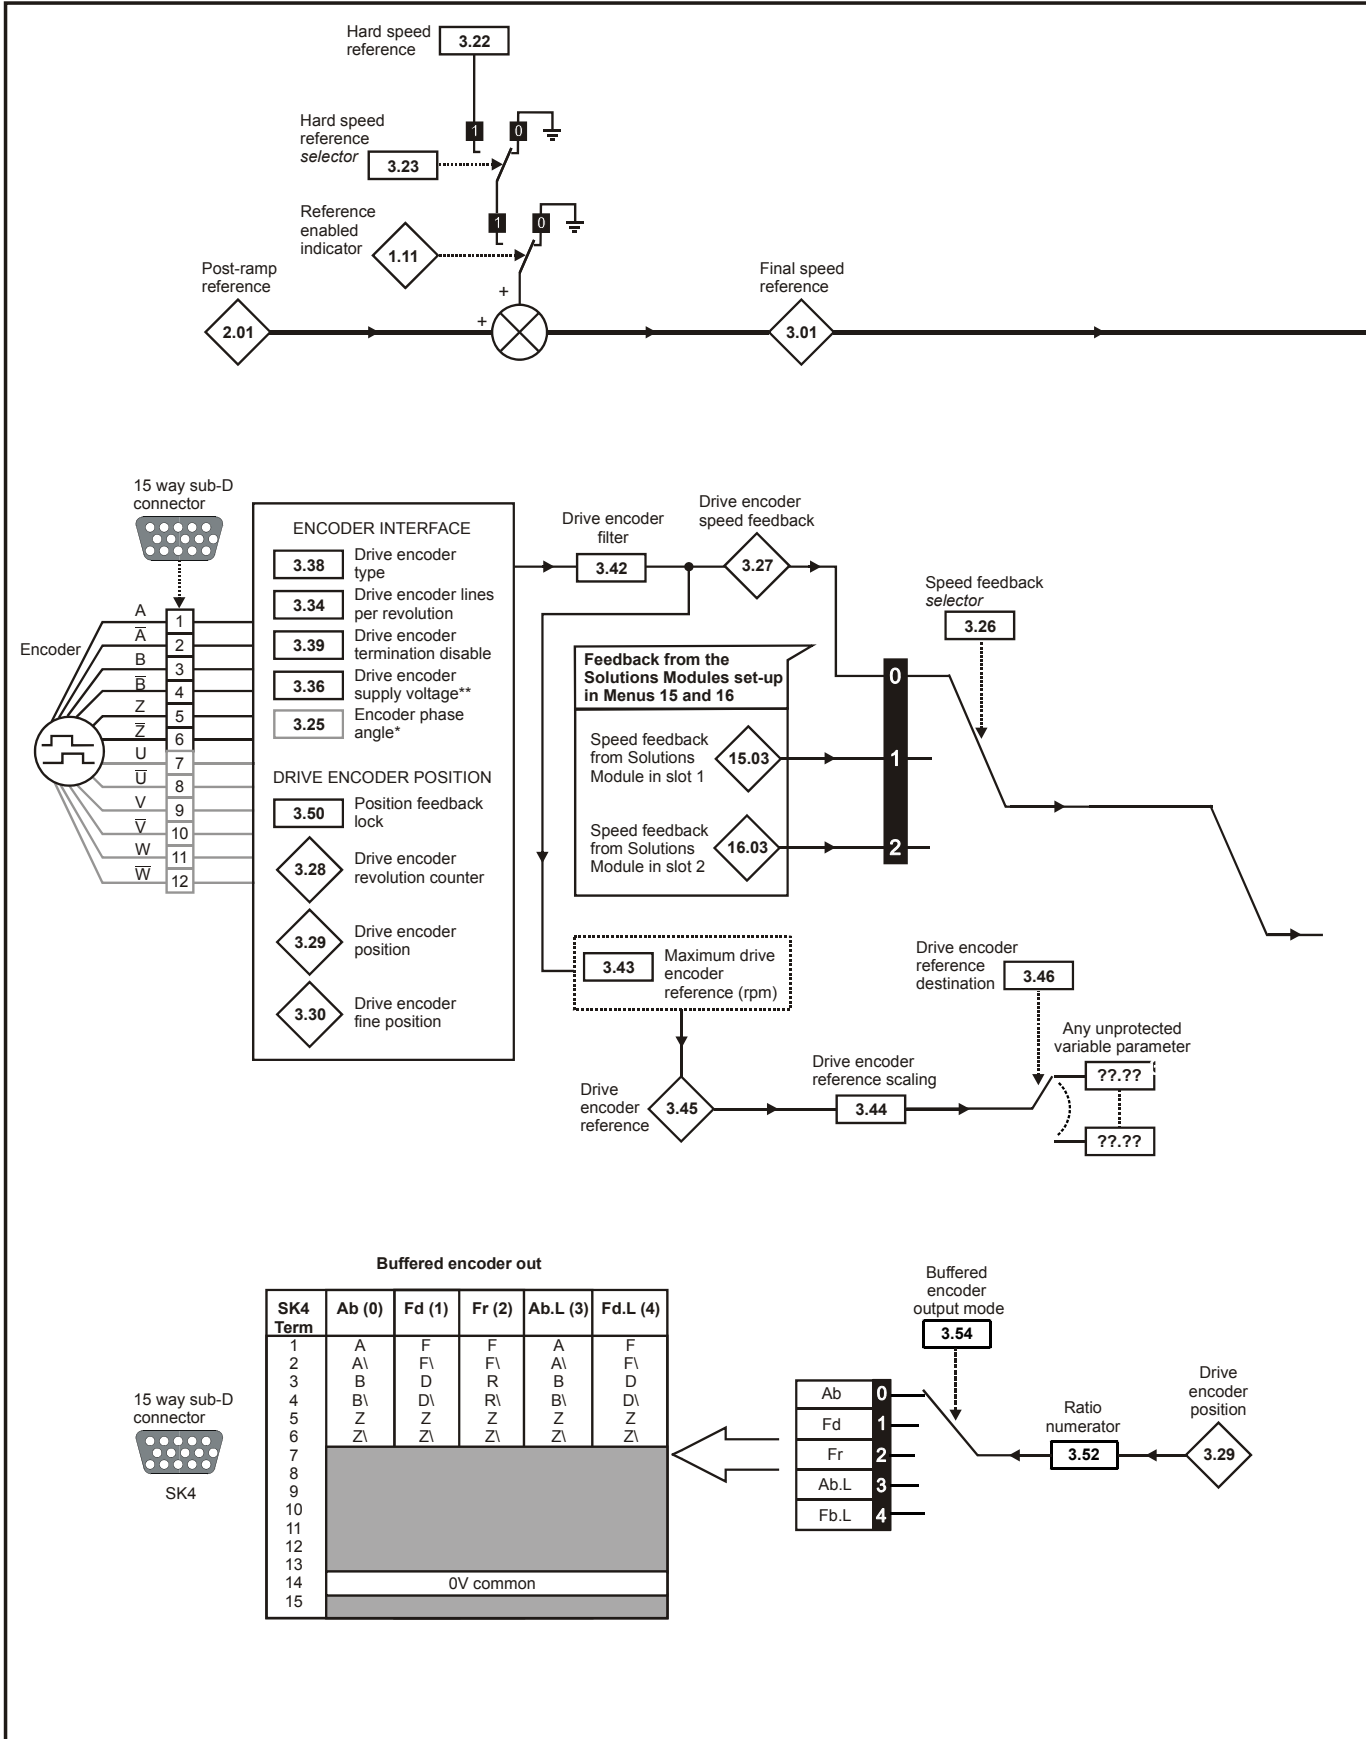 Hard speed
reference
3.22
1
0
Hard speed
reference
selector
3.23
1
0
Reference
enabled
indicator
1.11
Post-ramp
reference
2.01
+
+
Final speed
reference
3.01
15 way sub-D
connector
Encoder
A
A̅
B
B̅
Z
Z̅
U
U̅
V
V̅
W
W̅
1
2
3
4
5
6
7
8
9
10
11
12
ENCODER INTERFACE
3.38 Drive encoder
type
3.34 Drive encoder lines
per revolution
3.39 Drive encoder
termination disable
3.36 Drive encoder
supply voltage**
3.25 Encoder phase
angle*
DRIVE ENCODER POSITION
3.50 Position feedback
lock
3.28 Drive encoder
revolution counter
3.29 Drive encoder
position
3.30 Drive encoder
fine position
Drive encoder
filter
3.42
Drive encoder
speed feedback
3.27
Feedback from the
Solutions Modules set-up
in Menus 15 and 16
Speed feedback
from Solutions
Module in slot 1
15.03
Speed feedback
from Solutions
Module in slot 2
16.03
0
1
2
Speed feedback
selector
3.26
3.43 Maximum drive
encoder
reference (rpm)
Drive
encoder
reference
3.45
Drive encoder
reference scaling
3.44
Drive encoder
reference
destination
3.46
Any unprotected
variable parameter
??.??
??.??
Buffered encoder out
SK4
Term
Ab (0) Fd (1) Fr (2) Ab.L (3) Fd.L (4)
1 A F F A F
2 A\ F\ F\ A\ F\
3 B D R B D
4 B\ D\ R\ B\ D\
5 Z Z Z Z Z
6 Z\ Z\ Z\ Z\ Z\
7
8
9
10
11
12
13
14 0V common
15
15 way sub-D
connector
SK4
Buffered
encoder
output mode
3.54
Ab 0
Fd 1
Fr 2
Ab.L 3
Fb.L 4
Ratio
numerator
3.52
Drive
encoder
position
3.29